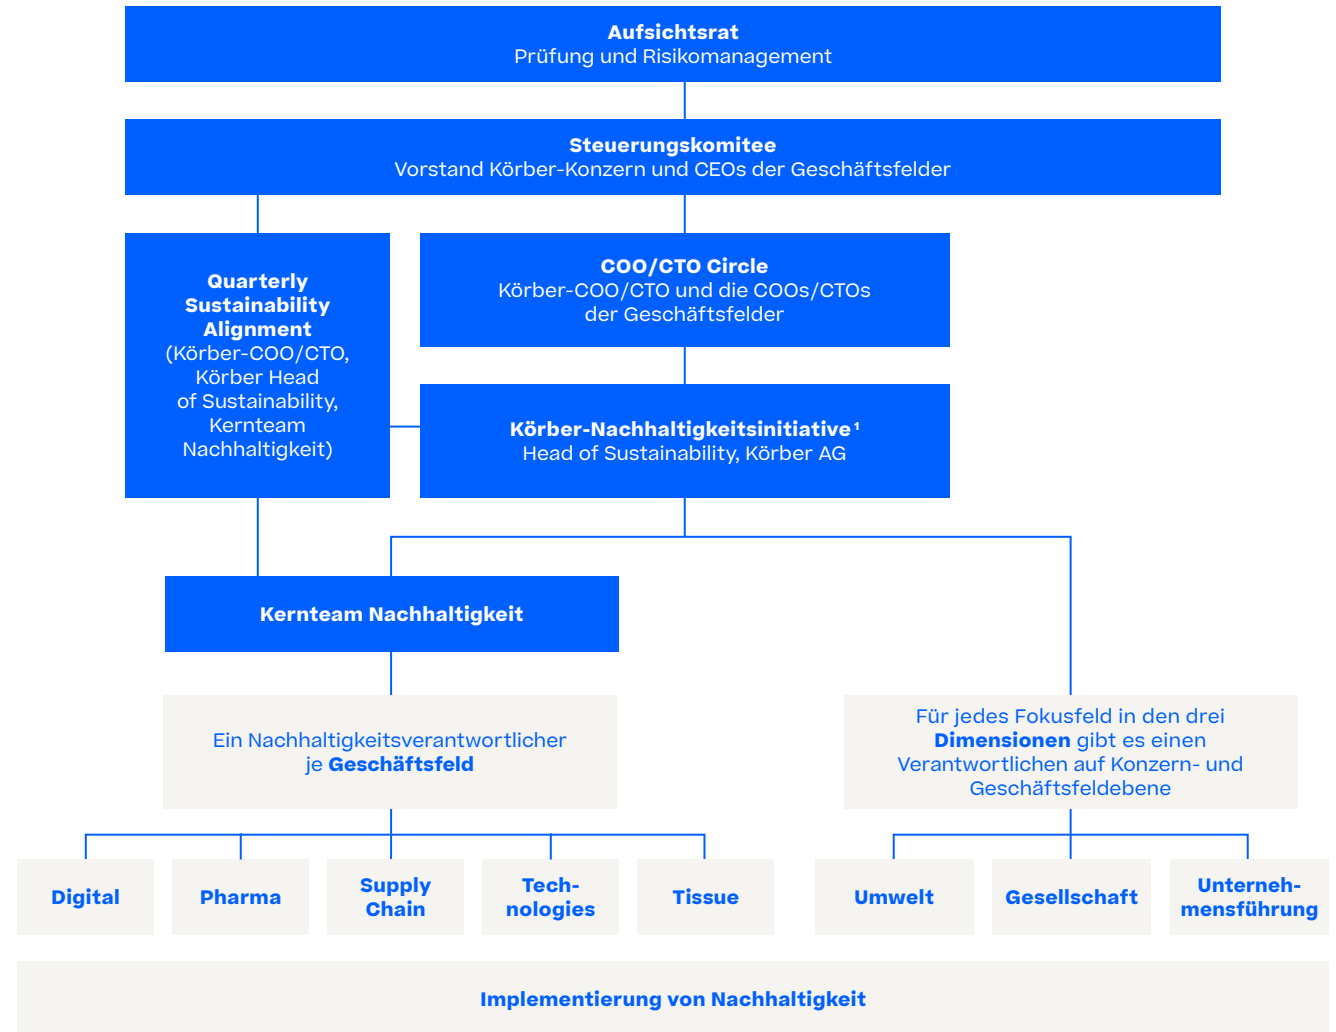 Aufsichtsrat
Prüfung und Risikomanagement
Steuerungskomitee
Vorstand Körber-Konzern und CEOs der Geschäftsfelder
Quarterly
Sustainability
Alignment
(Körber-COO/CTO,
Körber Head
of Sustainability,
Kernteam
Nachhaltigkeit)
COO/CTO Circle
Körber-COO/CTO und die COOs/CTOs
der Geschäftsfelder
Körber-Nachhaltigkeitsinitiative¹
Head of Sustainability, Körber AG
Kernteam Nachhaltigkeit
Ein Nachhaltigkeitsverantwortlicher
je Geschäftsfeld
Für jedes Fokusfeld in den drei
Dimensionen gibt es einen
Verantwortlichen auf Konzern- und
Geschäftsfeldebene
Digital
Pharma
Supply
Chain
Tech-
nologies
Tissue
Umwelt
Gesellschaft
Unterneh-
mensführung
Implementierung von Nachhaltigkeit